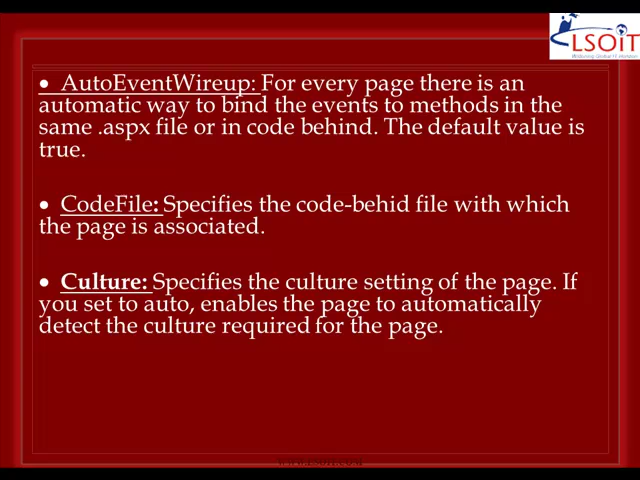 LSOiT
• AutoEventWireup: For every page there is an
automatic way to bind the events to methods in the
same .aspx file or in code behind. The default value is
true.
• CodeFile: Specifies the code-behid file with which
the page is associated.
• Culture: Specifies the culture setting of the page. If
you set to auto, enables the page to automatically
detect the culture required for the page.
WWW.LSOIT.COM